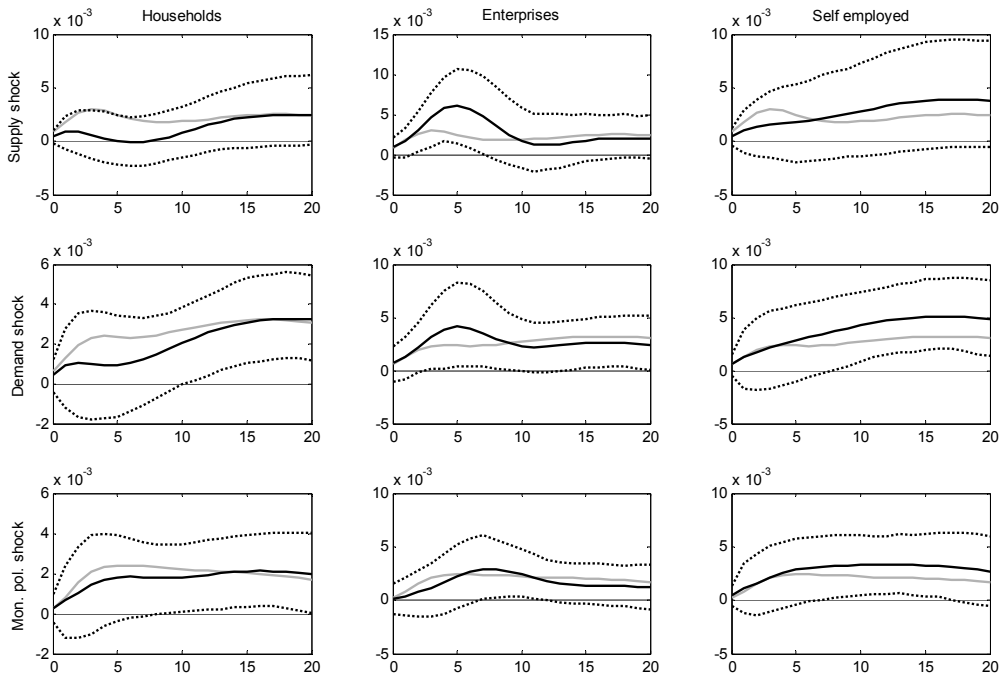 Households Enterprises Self employed
x 10^-3 x 10^-3 x 10^-3
10 15 10
5 10 5
0 5 0
-5 0 -5
-5
0 5 10 15 20 0 5 10 15 20 0 5 10 15 20
Supply shock
x 10^-3 x 10^-3 x 10^-3
6 10 10
4 5 5
2 0 0
0 -5 -5
-2
0 5 10 15 20 0 5 10 15 20 0 5 10 15 20
Demand shock
x 10^-3 x 10^-3 x 10^-3
6 10 10
4 5 5
2 0 0
0 -5 -5
-2
0 5 10 15 20 0 5 10 15 20 0 5 10 15 20
Mon. pol. shock